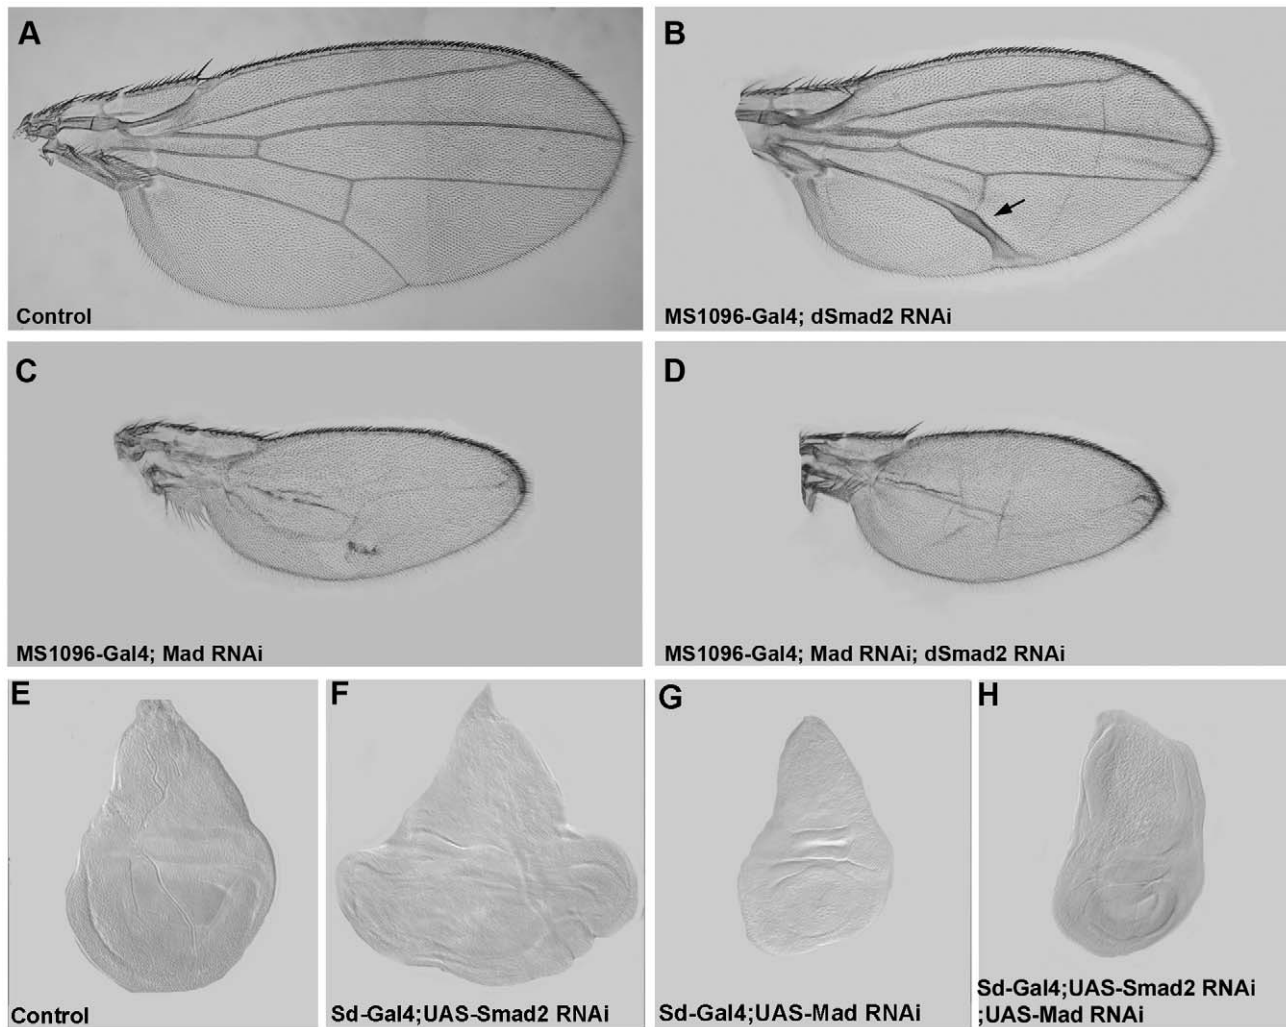 A
Control
B
MS1096-Gal4; dSmad2 RNAi
C
MS1096-Gal4; Mad RNAi
D
MS1096-Gal4; Mad RNAi; dSmad2 RNAi
E
Control
F
Sd-Gal4;UAS-Smad2 RNAi
G
Sd-Gal4;UAS-Mad RNAi
H
Sd-Gal4;UAS-Smad2 RNAi
;UAS-Mad RNAi